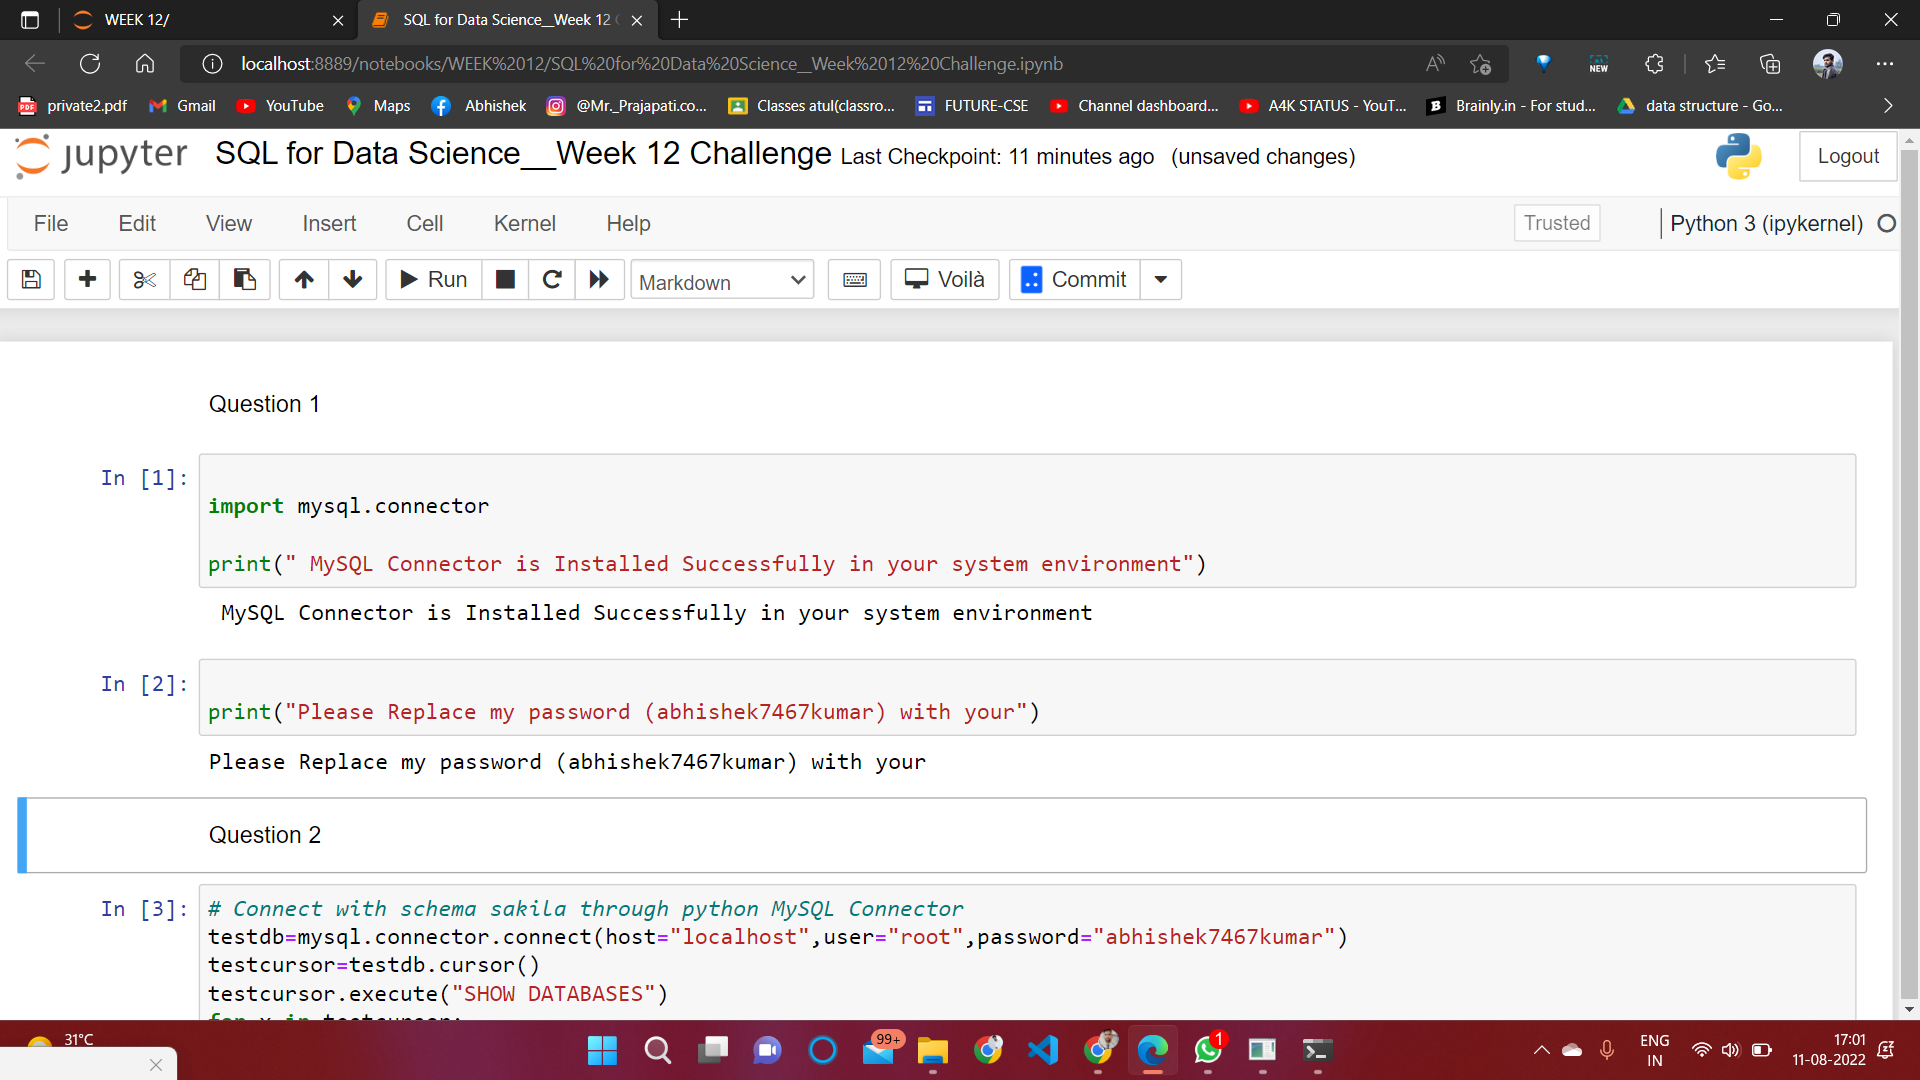 WEEK 12/
SQL for Data Science__Week 12
localhost:8889/notebooks/WEEK%2012/SQL%20for%20Data%20Science__Week%2012%20Challenge.ipynb
NEW
private2.pdf
Gmail
YouTube
Maps
Abhishek
@Mr._Prajapati.co...
Classes atul(classro...
FUTURE-CSE
Channel dashboard...
A4K STATUS - YouT...
Brainly.in - For stud...
data structure - Go...
jupyter SQL for Data Science__Week 12 Challenge Last Checkpoint: 11 minutes ago (unsaved changes)
Logout
File Edit View Insert Cell Kernel Help
Trusted
Python 3 (ipykernel)
Run
Markdown
Voilà
Commit
Question 1
In [1]:
import mysql.connector
print(" MySQL Connector is Installed Successfully in your system environment")
MySQL Connector is Installed Successfully in your system environment
In [2]:
print("Please Replace my password (abhishek7467kumar) with your")
Please Replace my password (abhishek7467kumar) with your
Question 2
In [3]:
# Connect with schema sakila through python MySQL Connector
testdb=mysql.connector.connect(host="localhost",user="root",password="abhishek7467kumar")
testcursor=testdb.cursor()
testcursor.execute("SHOW DATABASES")
for x in testcursor:
31°C
99+
1
ENG
IN
17:01
11-08-2022